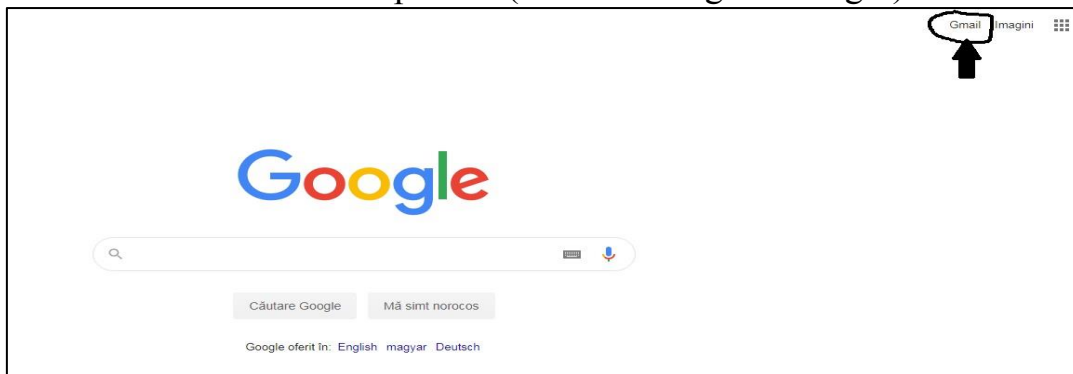 Gmail Imagini
Google
Căutare Google Mă simt norocos
Google oferit în: English magyar Deutsch